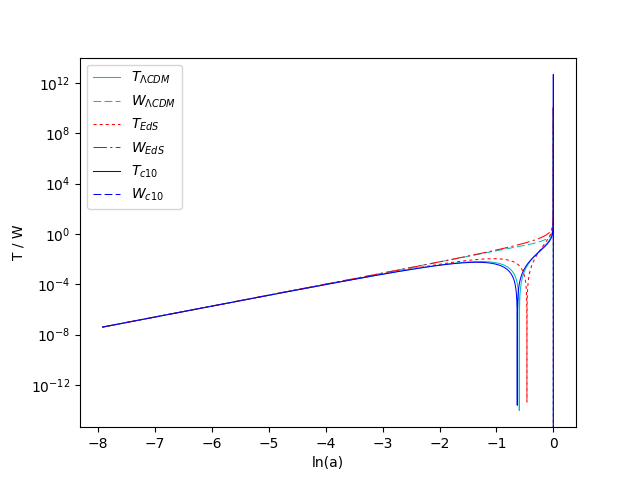 T / W
10^12
10^8
10^4
10^0
10^−4
10^−8
10^−12
T_ΛCDM
W_ΛCDM
T_EdS
W_EdS
T_c10
W_c10
−8 −7 −6 −5 −4 −3 −2 −1 0
ln(a)